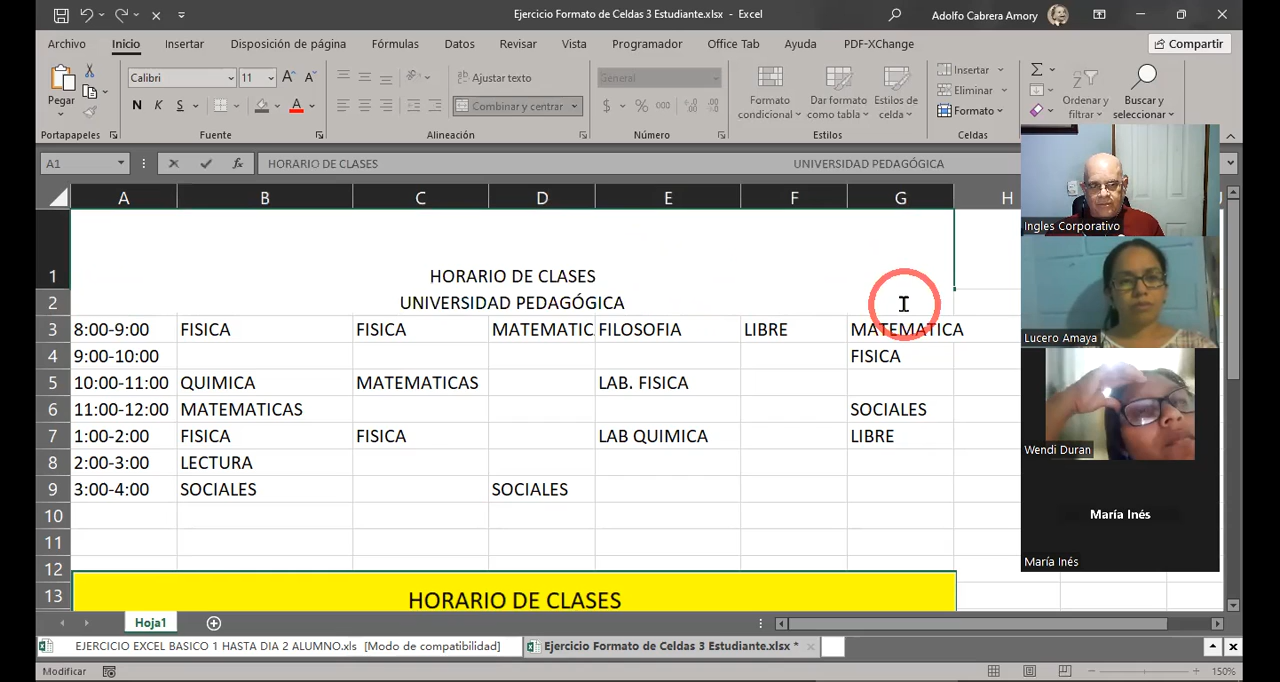 Ejercicio Formato de Celdas 3 Estudiante.xlsx - Excel
Adolfo Cabrera Amory
Archivo Inicio Insertar Disposición de página Fórmulas Datos Revisar Vista Programador Office Tab Ayuda PDF-XChange Compartir
Calibri 11 Ajustar texto General Insertar
Pegar N K S Combinar y centrar $ % 000 Formato condicional Dar formato como tabla Estilos de celda Eliminar Formato Ordenar y filtrar Buscar y seleccionar
Portapapeles Fuente Alineación Número Estilos Celdas
A1 fx HORARIO DE CLASES UNIVERSIDAD PEDAGÓGICA
A B C D E F G H
1 HORARIO DE CLASES
2 UNIVERSIDAD PEDAGÓGICA
3 8:00-9:00 FISICA FISICA MATEMATIC FILOSOFIA LIBRE MATEMATICA
4 9:00-10:00 FISICA
5 10:00-11:00 QUIMICA MATEMATICAS LAB. FISICA
6 11:00-12:00 MATEMATICAS SOCIALES
7 1:00-2:00 FISICA FISICA LAB QUIMICA LIBRE
8 2:00-3:00 LECTURA
9 3:00-4:00 SOCIALES SOCIALES
10
11
12
13 HORARIO DE CLASES
Ingles Corporativo
Lucero Amaya
Wendi Duran
María Inés
María Inés
Hoja1
EJERCICIO EXCEL BASICO 1 HASTA DIA 2 ALUMNO.xls [Modo de compatibilidad] Ejercicio Formato de Celdas 3 Estudiante.xlsx *
Modificar 150%